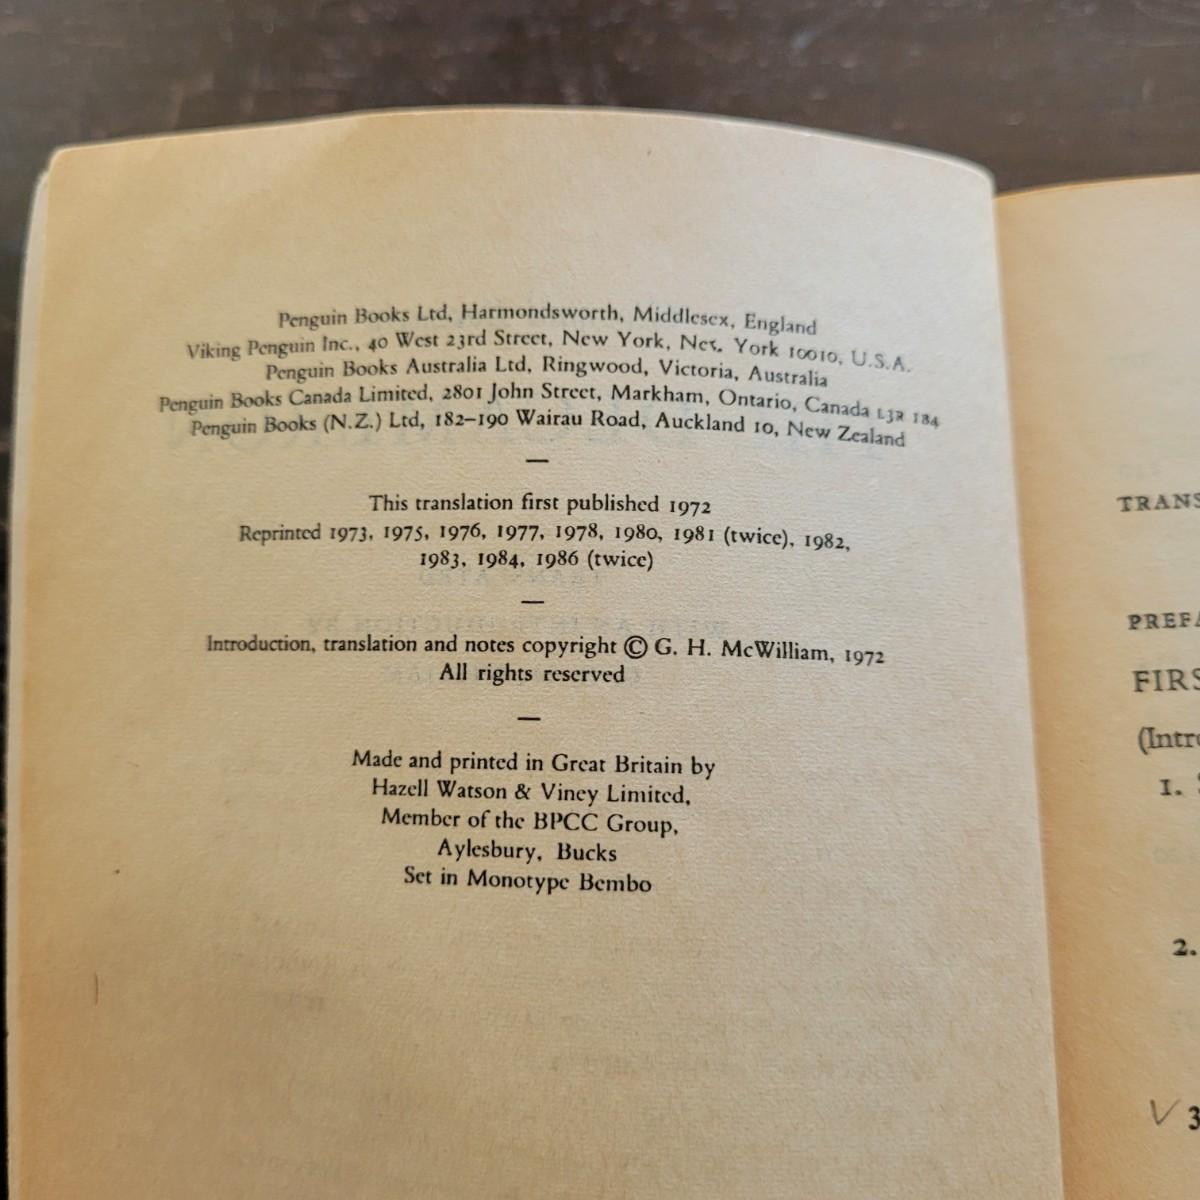 Penguin Books Ltd, Harmondsworth, Middlesex, England
Viking Penguin Inc., 40 West 23rd Street, New York, New York 10010, U.S.A.
Penguin Books Australia Ltd, Ringwood, Victoria, Australia
Penguin Books Canada Limited, 2801 John Street, Markham, Ontario, Canada L3R 1B4
Penguin Books (N.Z.) Ltd, 182–190 Wairau Road, Auckland 10, New Zealand
—
This translation first published 1972
Reprinted 1973, 1975, 1976, 1977, 1978, 1980, 1981 (twice), 1982,
1983, 1984, 1986 (twice)
—
Introduction, translation and notes copyright © G. H. McWilliam, 1972
All rights reserved
—
Made and printed in Great Britain by
Hazell Watson & Viney Limited,
Member of the BPCC Group,
Aylesbury, Bucks
Set in Monotype Bembo
TRANS
PREFA
FIRS
(Intro
1.
2.
3